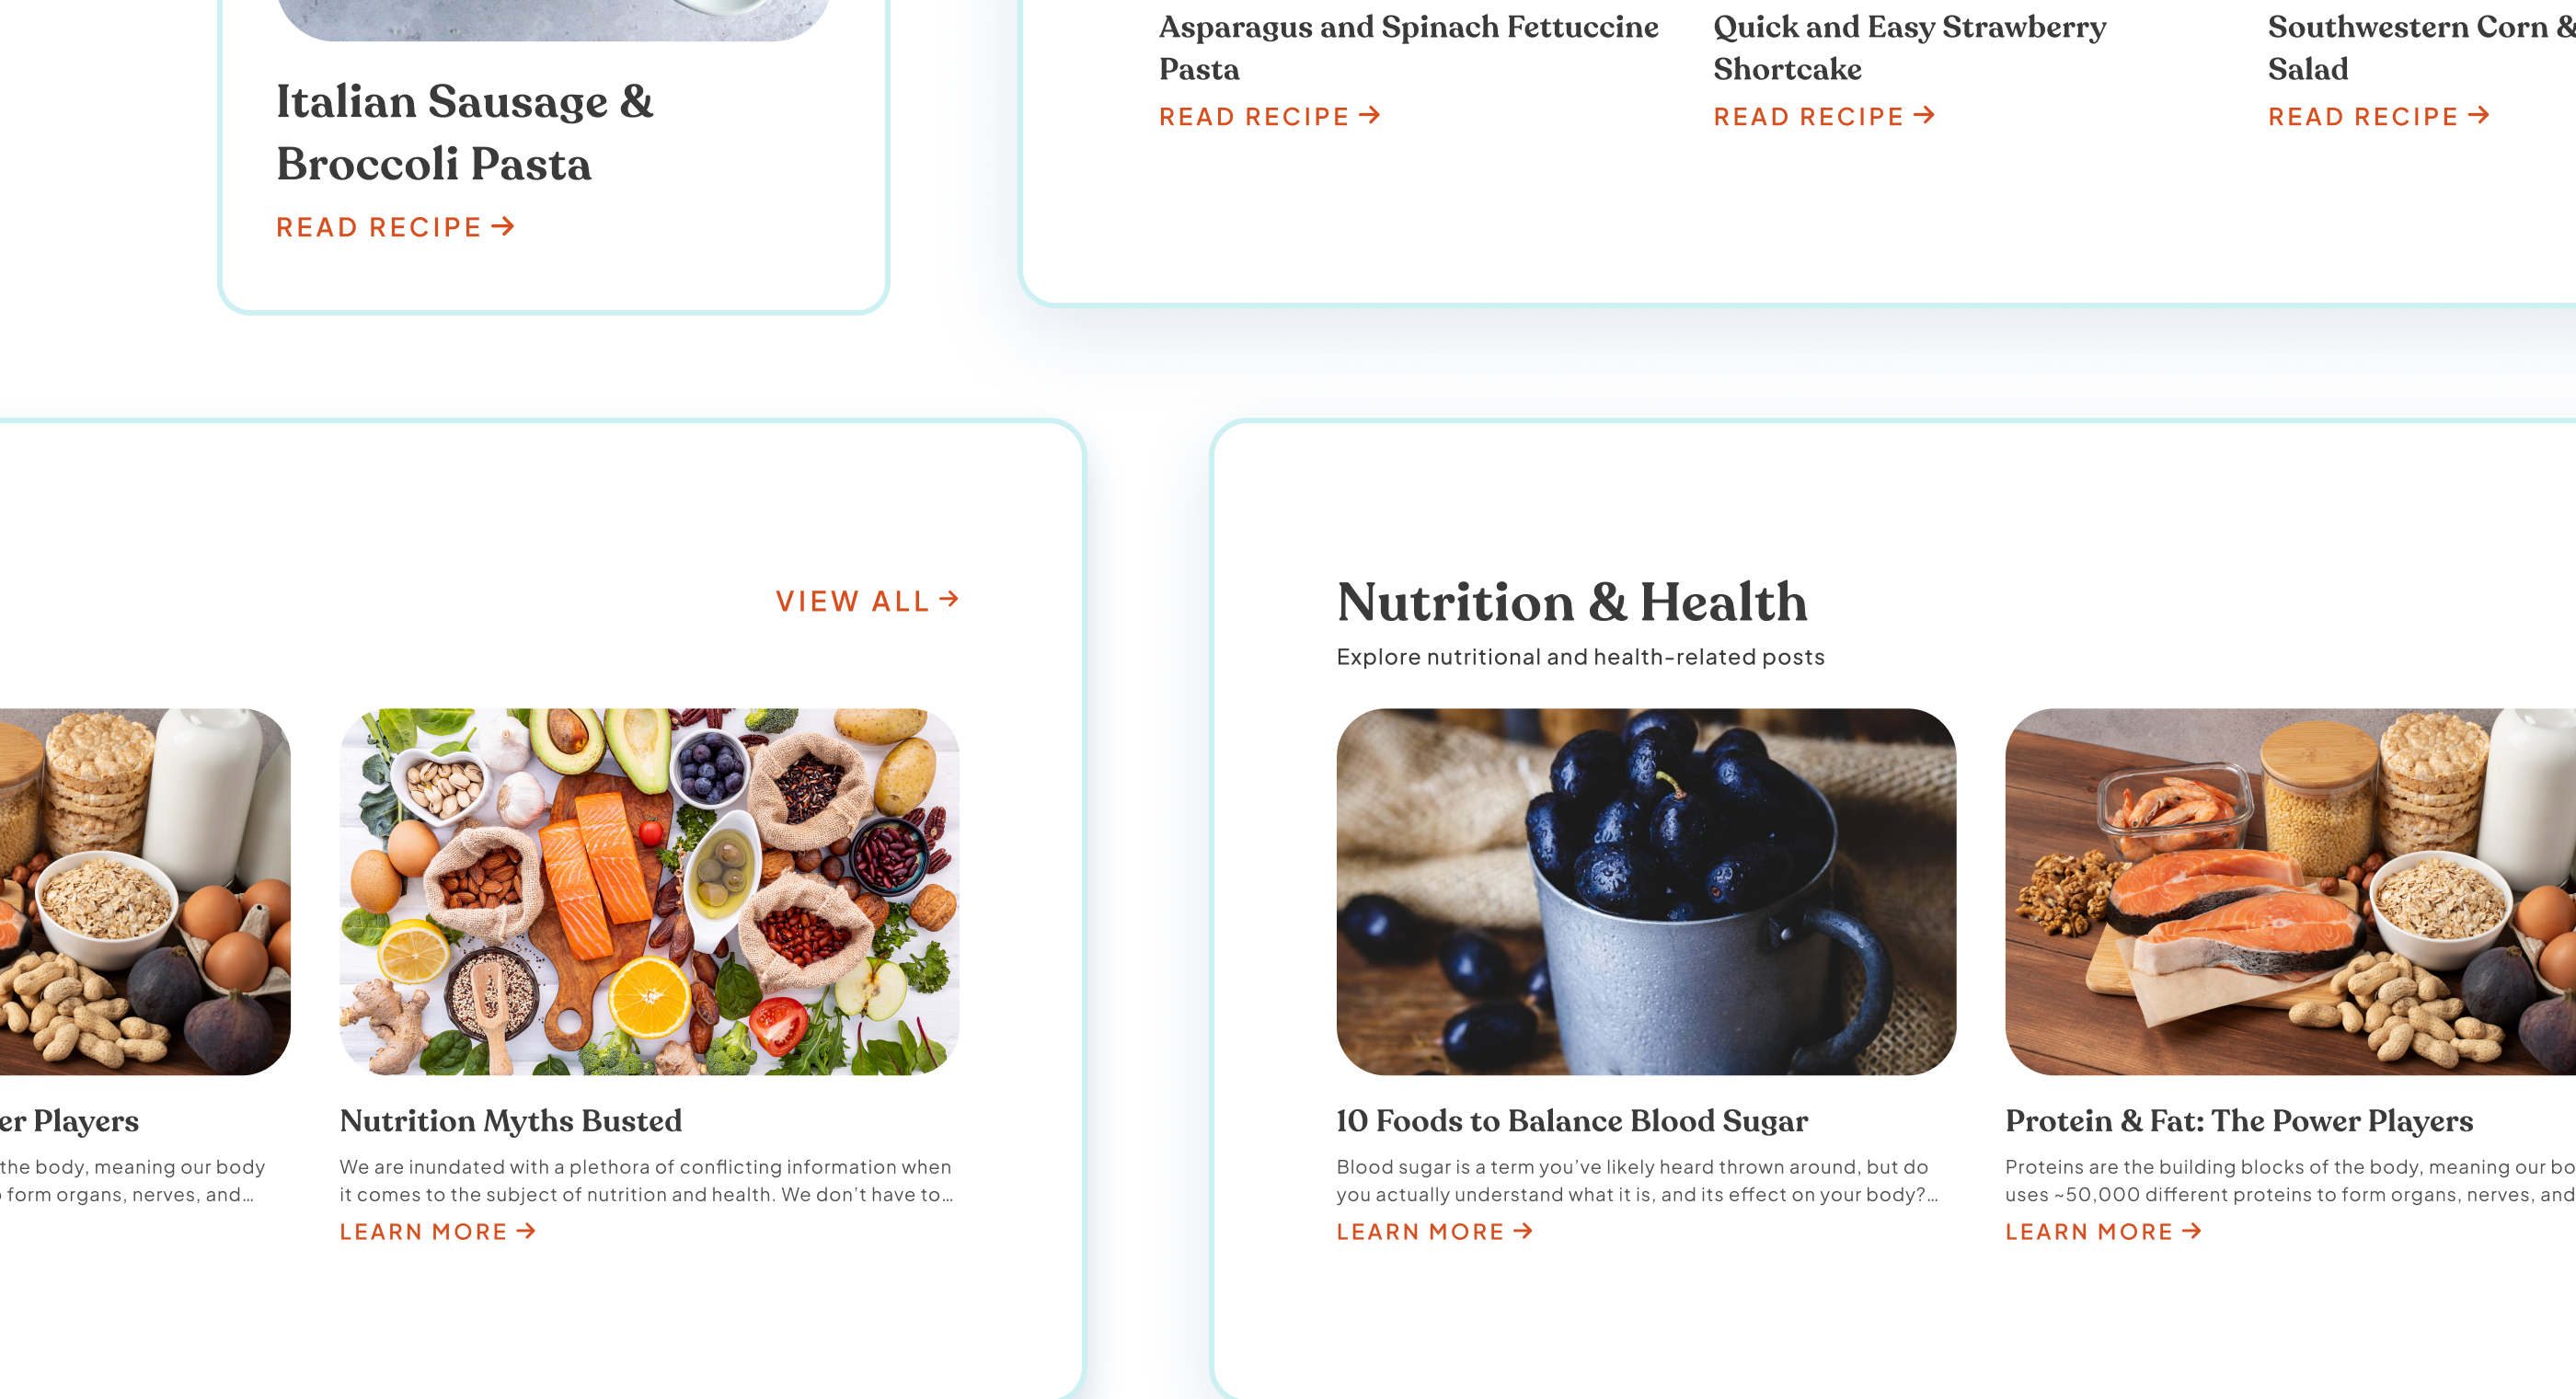 Italian Sausage &
Broccoli Pasta
READ RECIPE
Asparagus and Spinach Fettuccine
Pasta
READ RECIPE
Quick and Easy Strawberry
Shortcake
READ RECIPE
Southwestern Corn &
Salad
READ RECIPE
VIEW ALL
er Players
the body, meaning our body
form organs, nerves, and…
Nutrition Myths Busted
We are inundated with a plethora of conflicting information when
it comes to the subject of nutrition and health. We don’t have to…
LEARN MORE
Nutrition & Health
Explore nutritional and health-related posts
10 Foods to Balance Blood Sugar
Blood sugar is a term you’ve likely heard thrown around, but do
you actually understand what it is, and its effect on your body?…
LEARN MORE
Protein & Fat: The Power Players
Proteins are the building blocks of the body, meaning our bo
uses ~50,000 different proteins to form organs, nerves, and
LEARN MORE